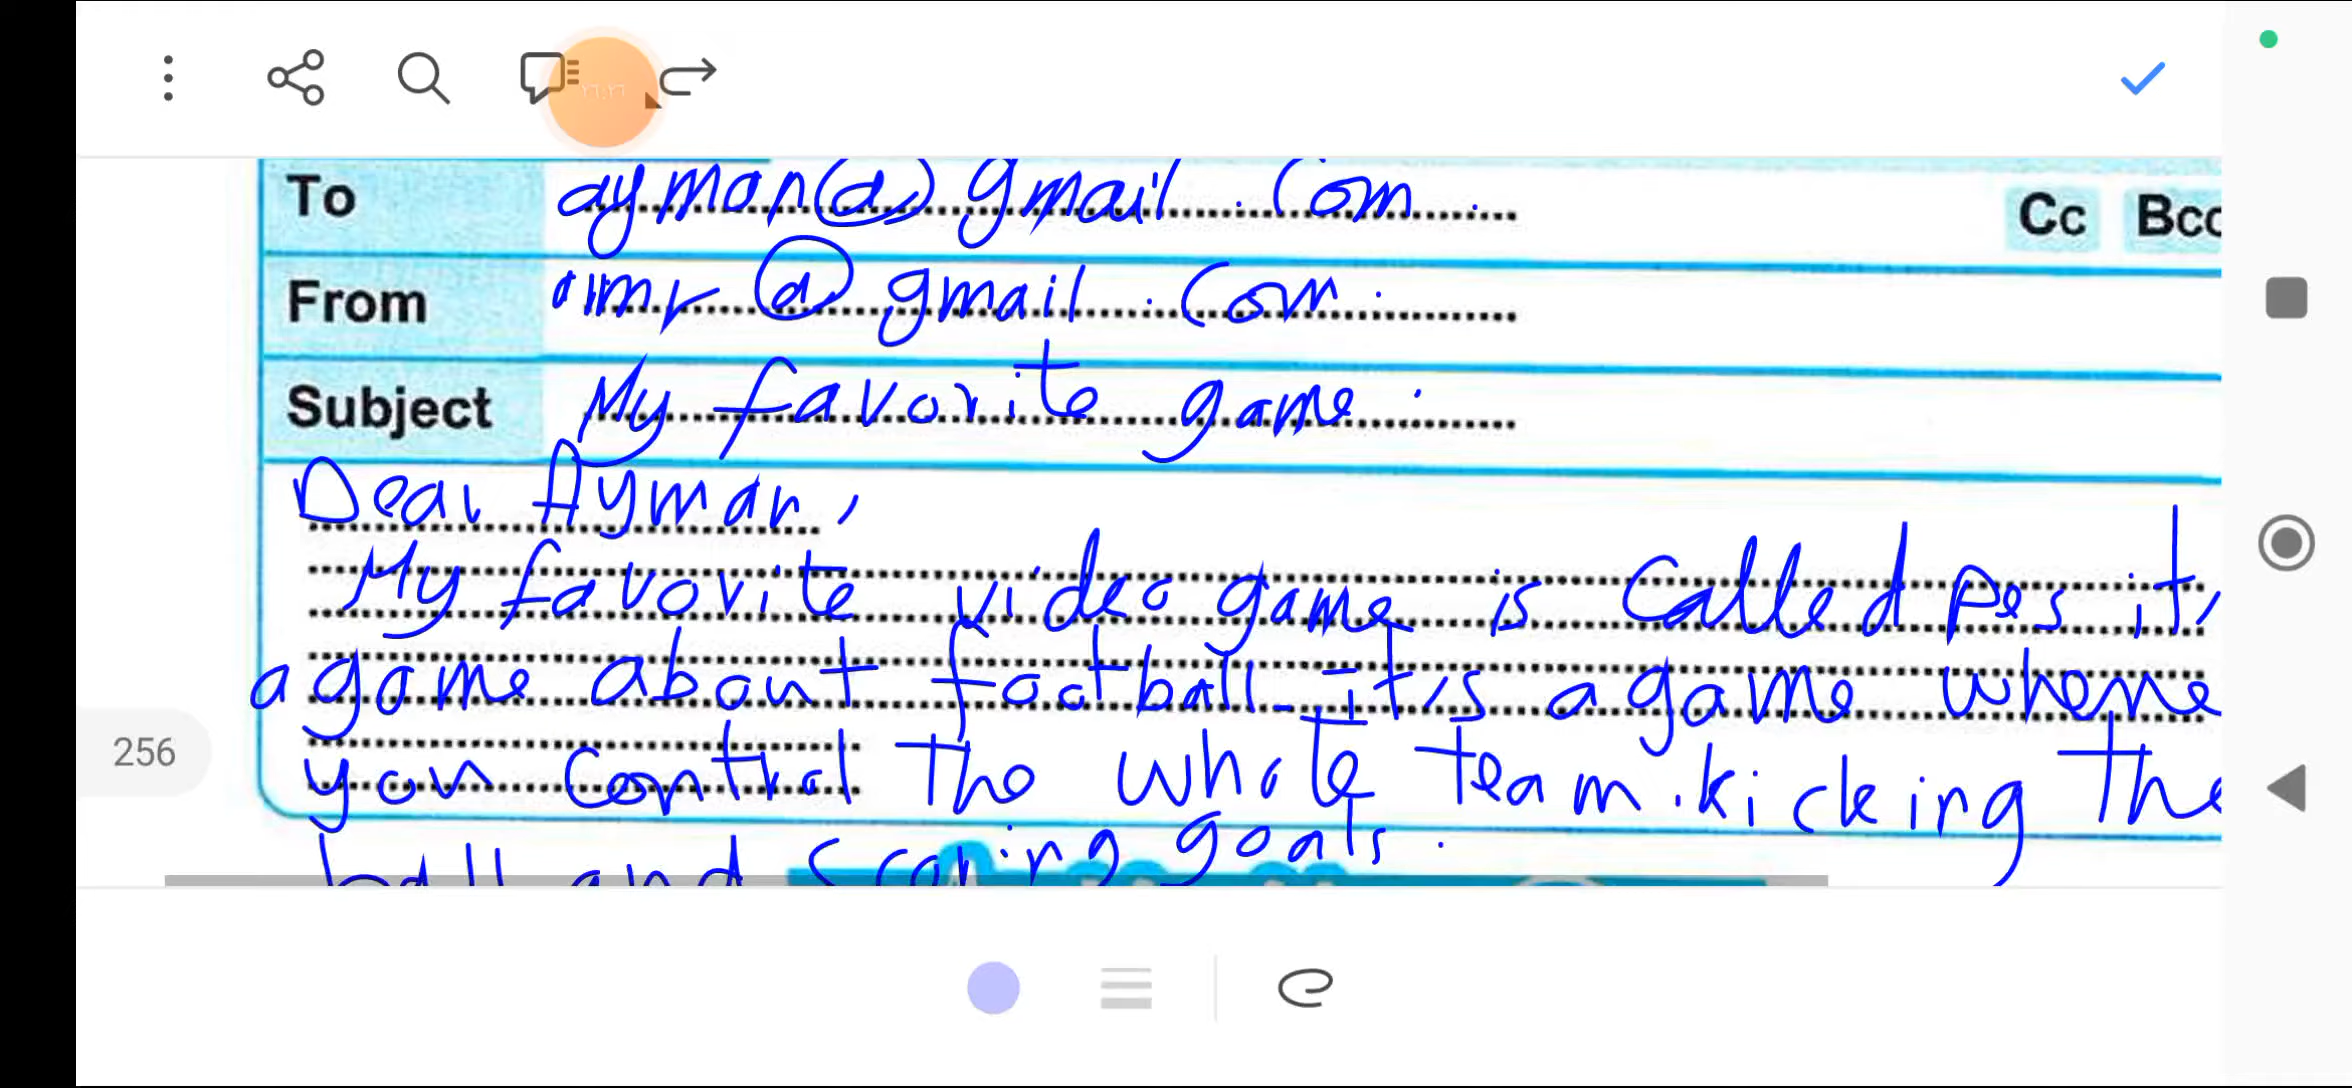 To ayman@gmail.com. Cc Bcc
From amr@gmail.com.
Subject My favorite game.
Dear Ayman,
My favorite video game is called pes it's
a game about football. it's a game where
you control the whole team. kicking the
ball and scoring goals.
256